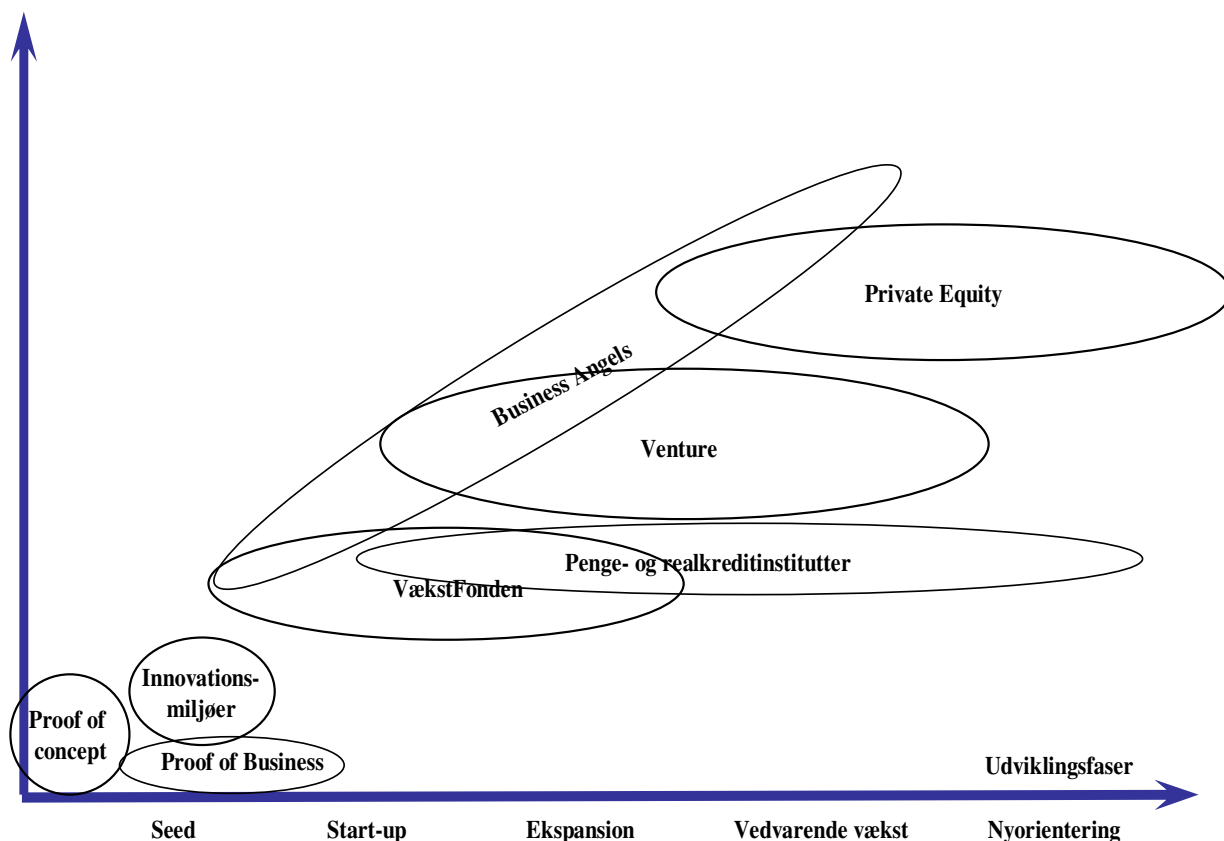 Private Equity
Business Angels
Venture
Penge- og realkreditinstitutter
VækstFonden
Innovations-
miljøer
Proof of
concept
Proof of Business
Udviklingsfaser
Seed
Start-up
Ekspansion
Vedvarende vækst
Nyorientering